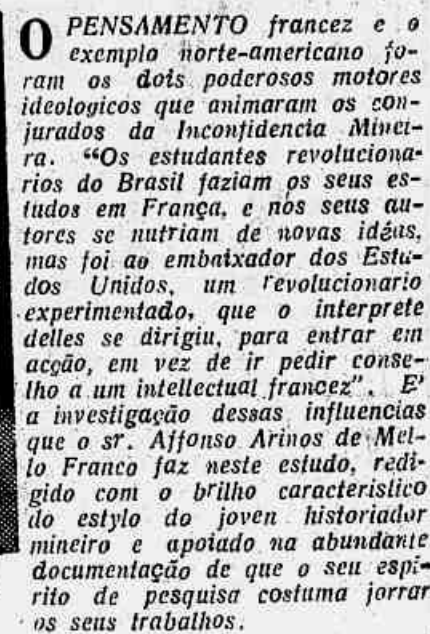 O PENSAMENTO francez e o
exemplo norte-americano fo-
ram os dois poderosos motores
ideologicos que animaram os con-
jurados da Inconfidencia Minei-
ra. “Os estudantes revoluciona-
rios do Brasil faziam os seus es-
tudos em França, e nos seus au-
tores se nutriam de novas idéas,
mas foi ao embaixador dos Esta-
dos Unidos, um revolucionario
experimentado, que o interprete
delles se dirigiu, para entrar em
acção, em vez de ir pedir conse-
lho a um intellectual francez”. E'
a investigação dessas influencias
que o sr. Affonso Arinos de Mel-
lo Franco faz neste estudo, redi-
gido com o brilho caracteristico
do estylo do joven historiador
mineiro e apoiado na abundante
documentação de que o seu espi-
rito de pesquisa costuma jorrar
os seus trabalhos.